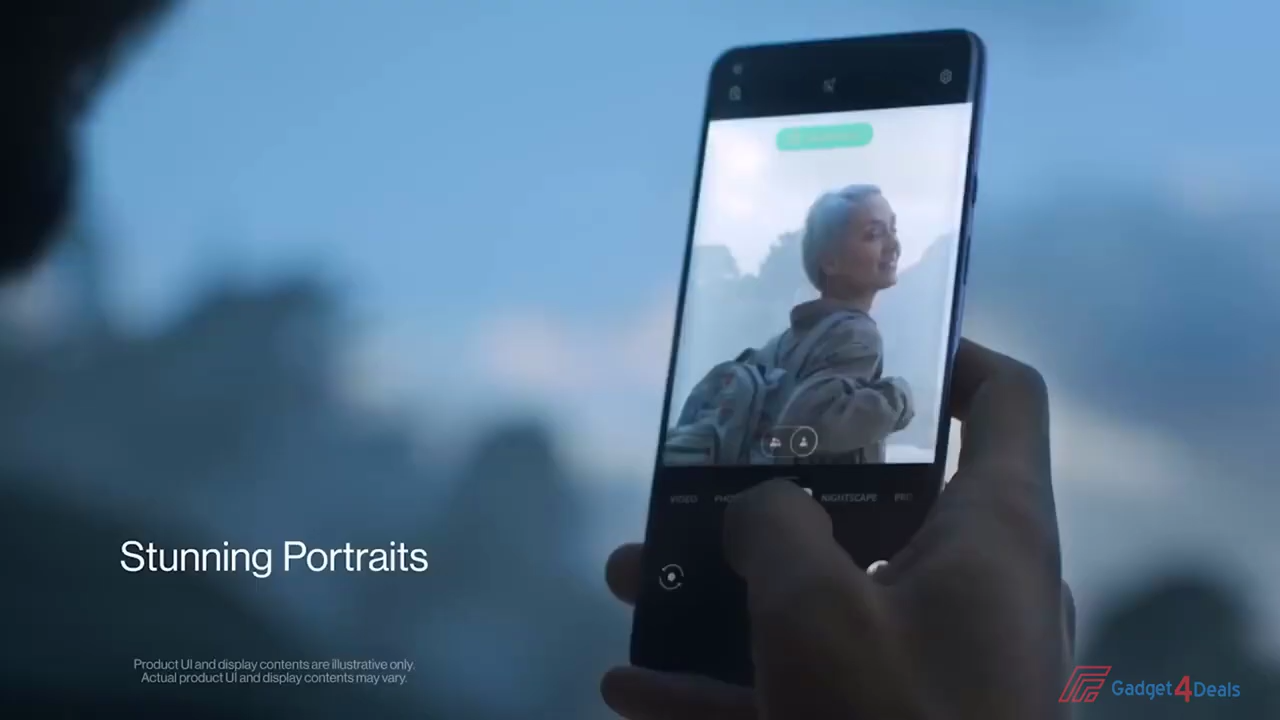 VIDEO
NIGHTSCAPE
Stunning Portraits
Product UI and display contents are illustrative only.
Actual product UI and display contents may vary.
Gadget4Deals